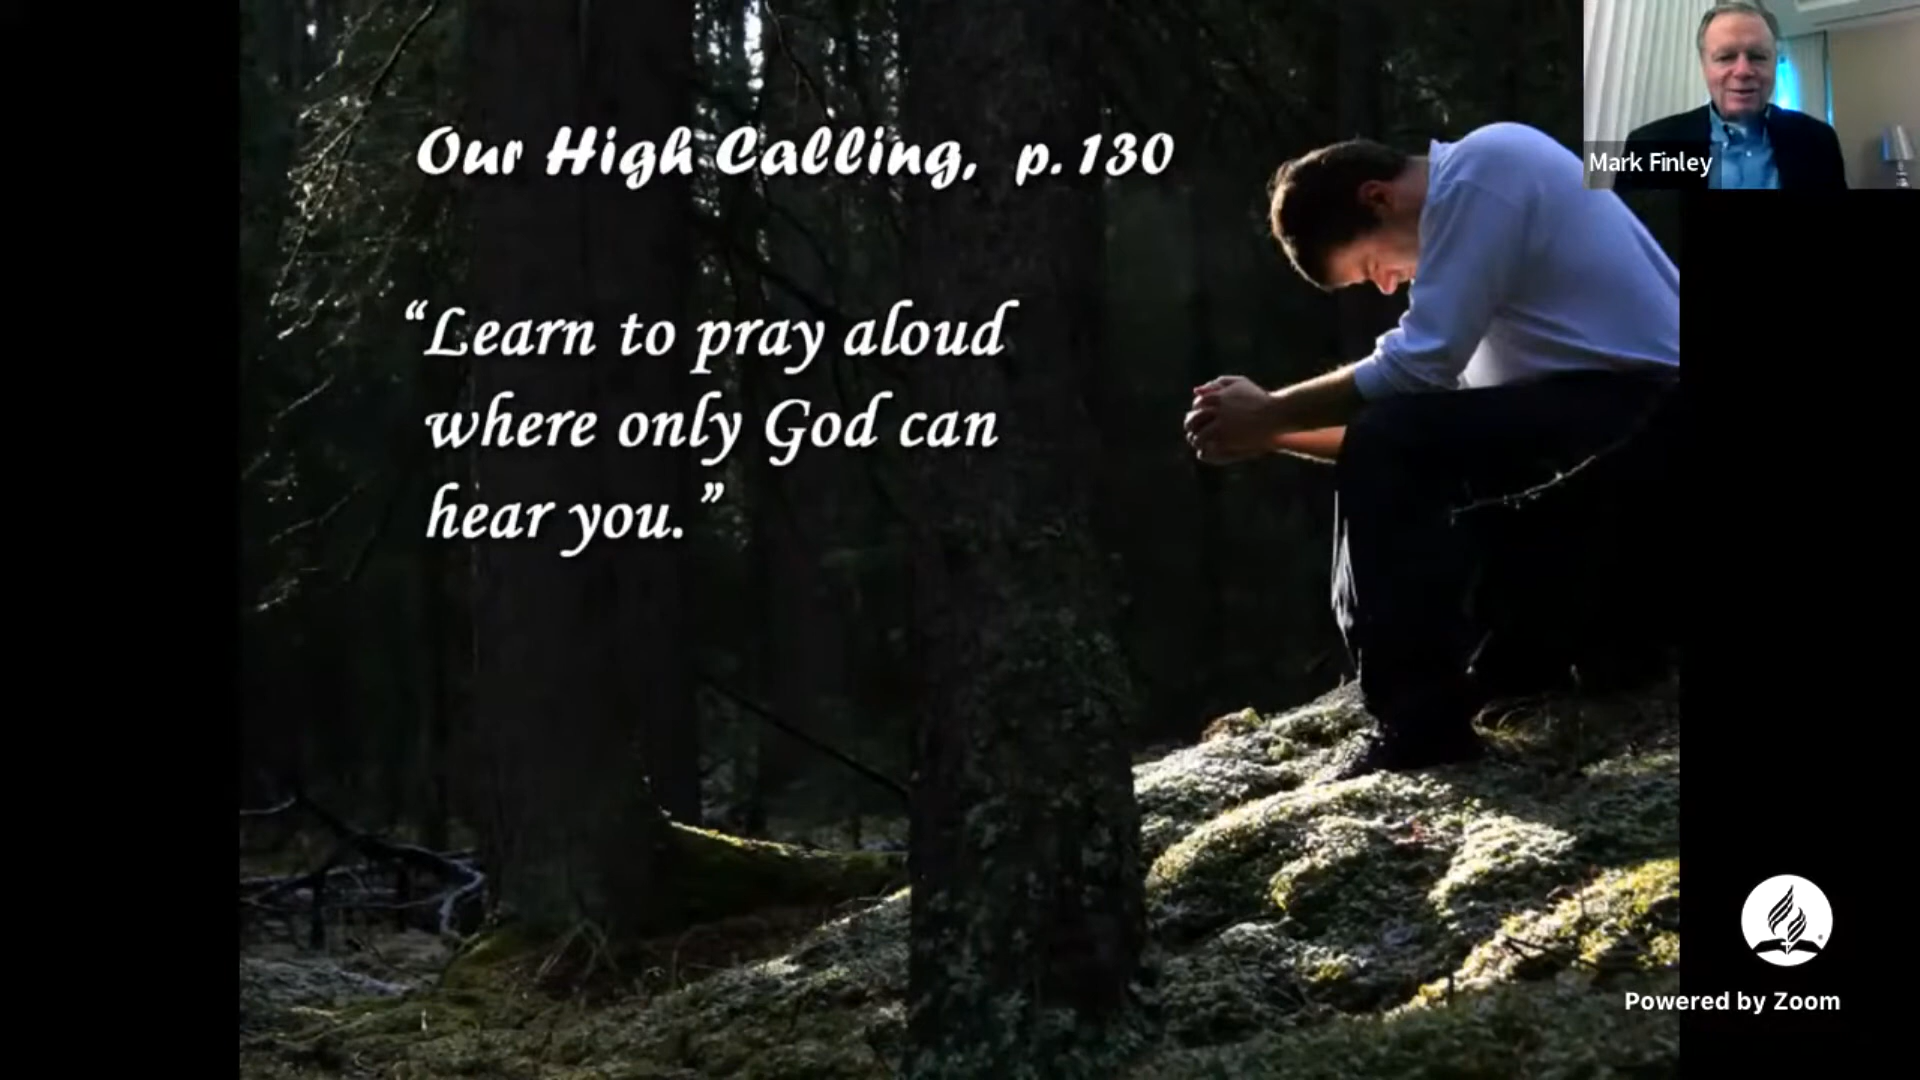 Our High Calling, p. 130
“Learn to pray aloud
where only God can
hear you.”
Mark Finley
Powered by Zoom